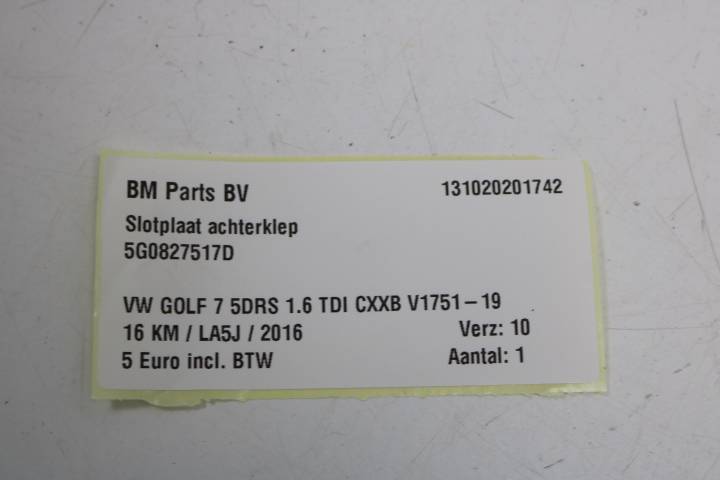 BM Parts BV 131020201742
Slotplaat achterklep
5G0827517D
VW GOLF 7 5DRS 1.6 TDI CXXB V1751-19
16 KM / LA5J / 2016 Verz: 10
5 Euro incl. BTW Aantal: 1